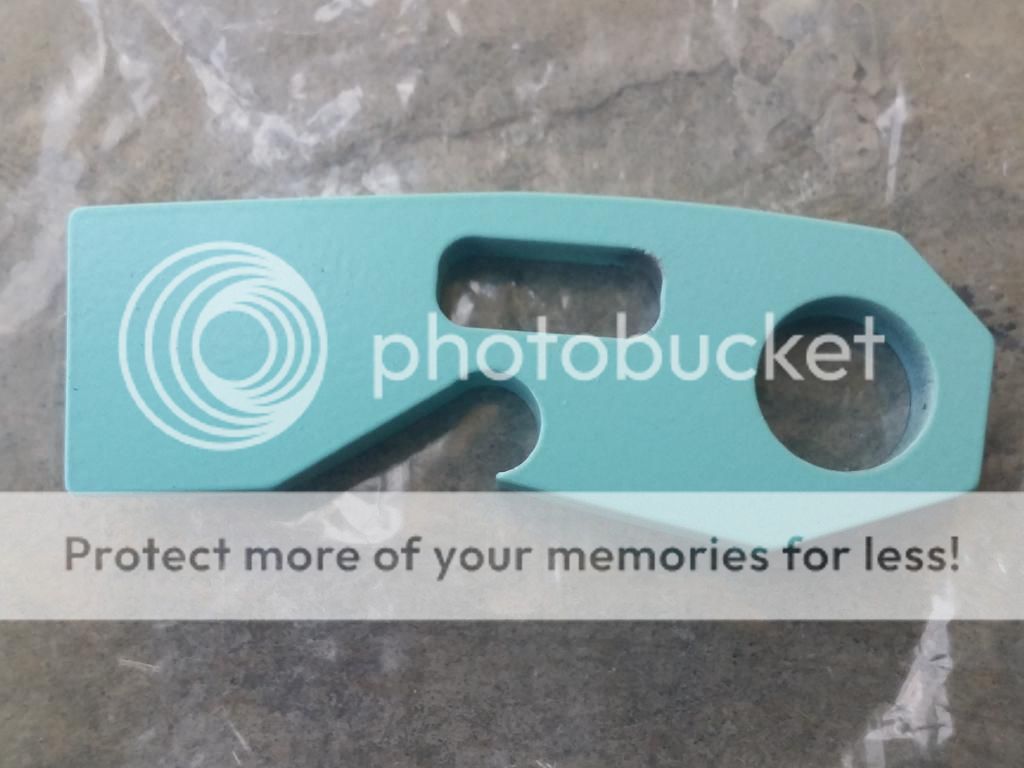 photobucket
Protect more of your memories for less!